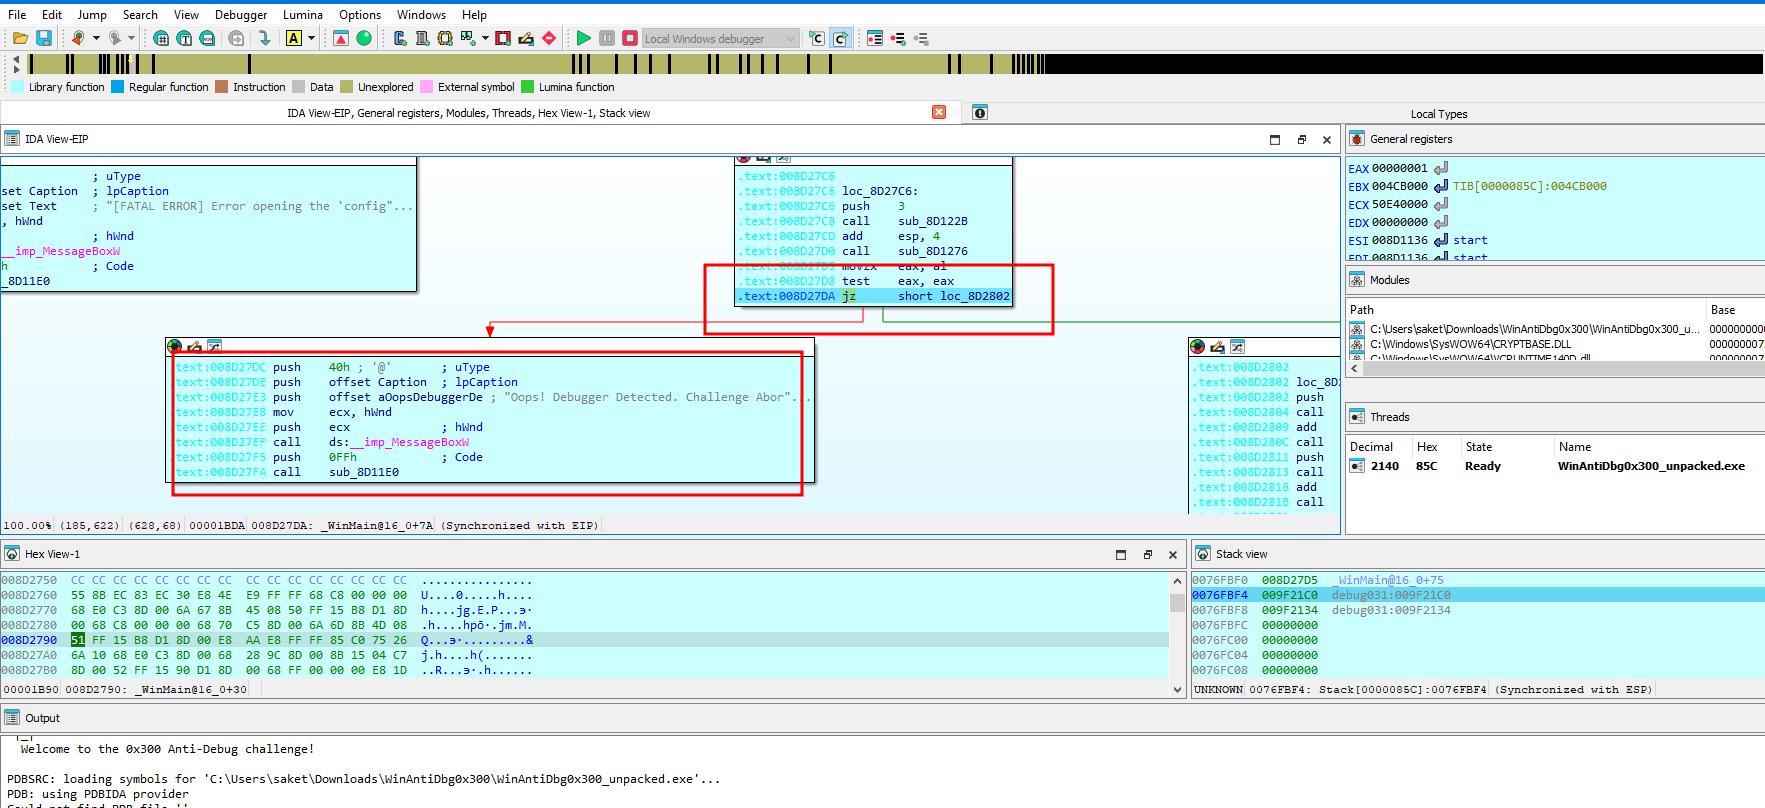 File Edit Jump Search View Debugger Lumina Options Windows Help
Local Windows debugger
Library function Regular function Instruction Data Unexplored External symbol Lumina function
IDA View-EIP, General registers, Modules, Threads, Hex View-1, Stack view
Local Types
IDA View-EIP
; uType
set Caption ; lpCaption
set Text ; "[FATAL ERROR] Error opening the 'config"...
, hWnd
; hWnd
__imp_MessageBoxW
h ; Code
_8D11E0
.text:008D27C6
.text:008D27C6 loc_8D27C6:
.text:008D27C6 push 3
.text:008D27C8 call sub_8D122B
.text:008D27CD add esp, 4
.text:008D27D0 call sub_8D1276
.text:008D27D5 movzx eax, al
.text:008D27D8 test eax, eax
.text:008D27DA jz short loc_8D2802
.text:008D27DC push 40h ; '@' ; uType
.text:008D27DE push offset Caption ; lpCaption
.text:008D27E3 push offset aOopsDebuggerDe ; "Oops! Debugger Detected. Challenge Abor"...
.text:008D27E8 mov ecx, hWnd
.text:008D27EE push ecx ; hWnd
.text:008D27EF call ds:__imp_MessageBoxW
.text:008D27F5 push 0FFh ; Code
.text:008D27FA call sub_8D11E0
.text:008D2802
.text:008D2802 loc_8D2
.text:008D2802 push
.text:008D2804 call
.text:008D2809 add
.text:008D280C call
.text:008D2811 push
.text:008D2813 call
.text:008D2818 add
.text:008D281B call
100.00% (185,622) (628,68) 00001BDA 008D27DA: _WinMain@16_0+7A (Synchronized with EIP)
General registers
EAX 00000001
EBX 004CB000 TIB[0000085C]:004CB000
ECX 50E40000
EDX 00000000
ESI 008D1136 start
EDI 008D1136 start
Modules
Path Base
C:\Users\saket\Downloads\WinAntiDbg0x300\WinAntiDbg0x300_u... 0000000000
C:\Windows\SysWOW64\CRYPTBASE.DLL 000000007
C:\Windows\SysWOW64\VCRUNTIME140D.dll
Threads
Decimal Hex State Name
2140 85C Ready WinAntiDbg0x300_unpacked.exe
Hex View-1
008D2750 CC CC CC CC CC CC CC CC CC CC CC CC CC CC CC CC ................
008D2760 55 8B EC 83 EC 30 E8 4E E9 FF FF 68 C8 00 00 00 U....0.....h....
008D2770 68 E0 C3 8D 00 6A 67 8B 45 08 50 FF 15 B8 D1 8D h....jg.E.P...э·
008D2780 00 68 C8 00 00 00 68 70 C5 8D 00 6A 6D 8B 4D 08 .h....hpō·.jm.M.
008D2790 51 FF 15 B8 D1 8D 00 E8 AA E8 FF FF 85 C0 75 26 Q...э·.........&
008D27A0 6A 10 68 E0 C3 8D 00 68 28 9C 8D 00 8B 15 04 C7 j.h....h(.......
008D27B0 8D 00 52 FF 15 90 D1 8D 00 68 FF 00 00 00 E8 1D ..R...э·.h......
00001B90 008D2790: _WinMain@16_0+30
Stack view
0076FBF0 008D27D5 _WinMain@16_0+75
0076FBF4 009F21C0 debug031:009F21C0
0076FBF8 009F2134 debug031:009F2134
0076FBFC 00000000
0076FC00 00000000
0076FC04 00000000
0076FC08 00000000
UNKNOWN 0076FBF4: Stack[0000085C]:0076FBF4 (Synchronized with ESP)
Output
Welcome to the 0x300 Anti-Debug challenge!
PDBSRC: loading symbols for 'C:\Users\saket\Downloads\WinAntiDbg0x300\WinAntiDbg0x300_unpacked.exe'...
PDB: using PDBIDA provider
Could not find PDB file ''